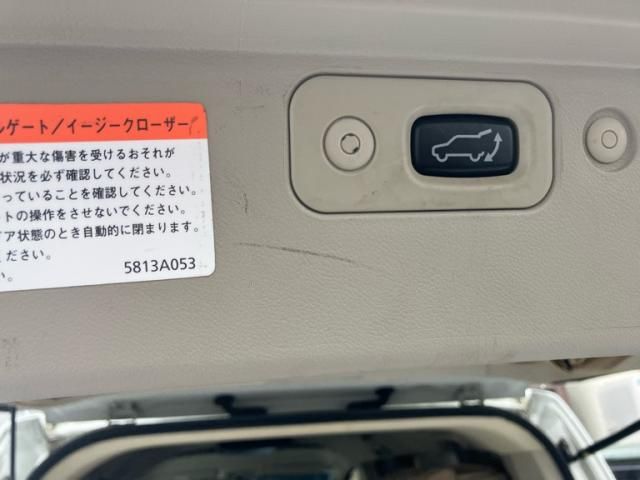 ルゲート／イージークローザー
が重大な傷害を受けるおそれが
状況を必ず確認してください。
っていることを確認してください。
トの操作をさせないでください。
ア状態のとき自動的に閉まります。
ください。
い。
5813A053